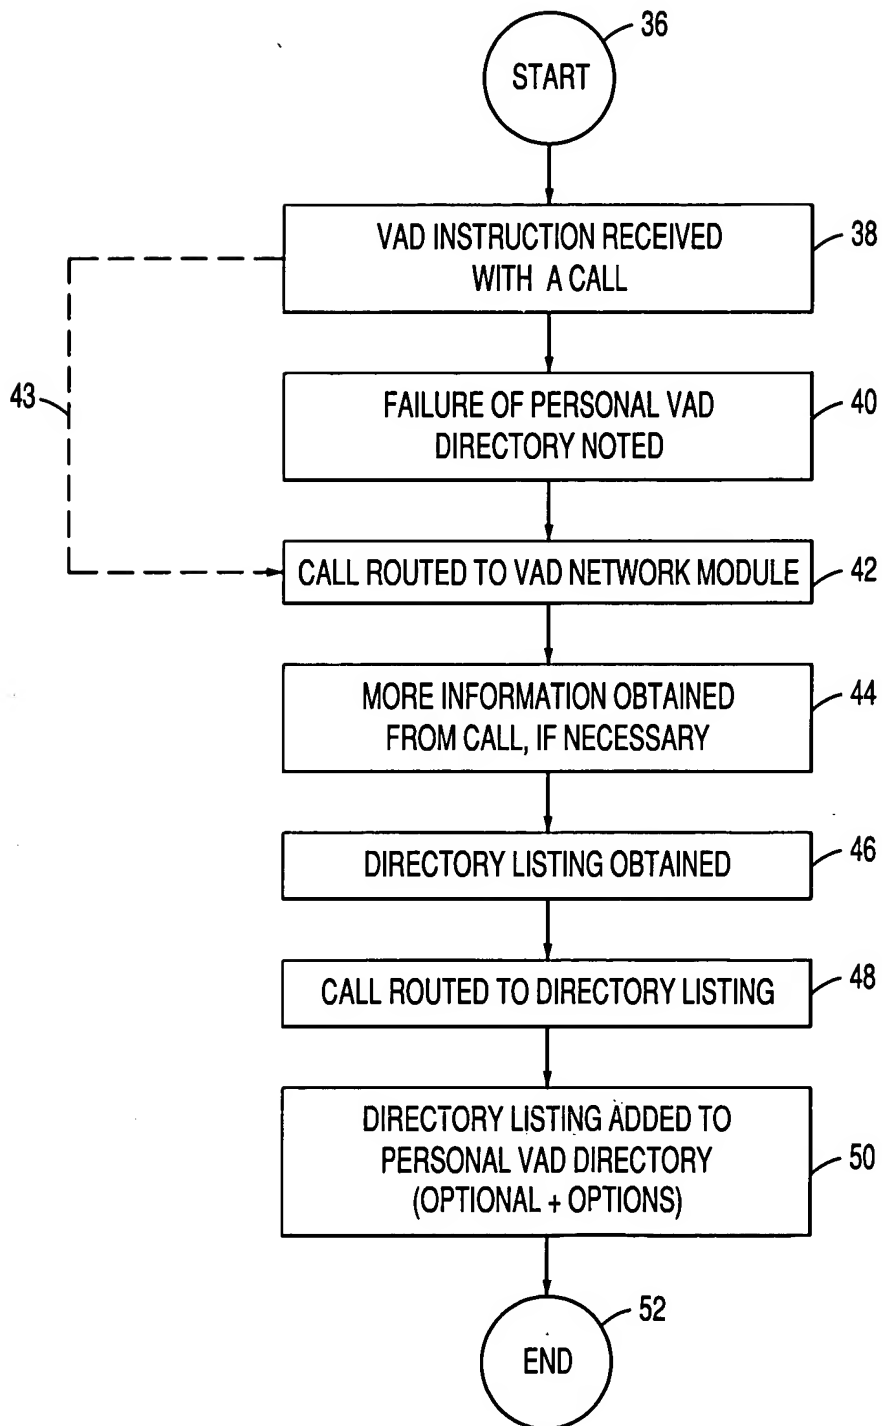 36
START
VAD INSTRUCTION RECEIVED
WITH A CALL
38
43
FAILURE OF PERSONAL VAD
DIRECTORY NOTED
40
CALL ROUTED TO VAD NETWORK MODULE
42
MORE INFORMATION OBTAINED
FROM CALL, IF NECESSARY
44
DIRECTORY LISTING OBTAINED
46
CALL ROUTED TO DIRECTORY LISTING
48
DIRECTORY LISTING ADDED TO
PERSONAL VAD DIRECTORY
(OPTIONAL + OPTIONS)
50
52
END